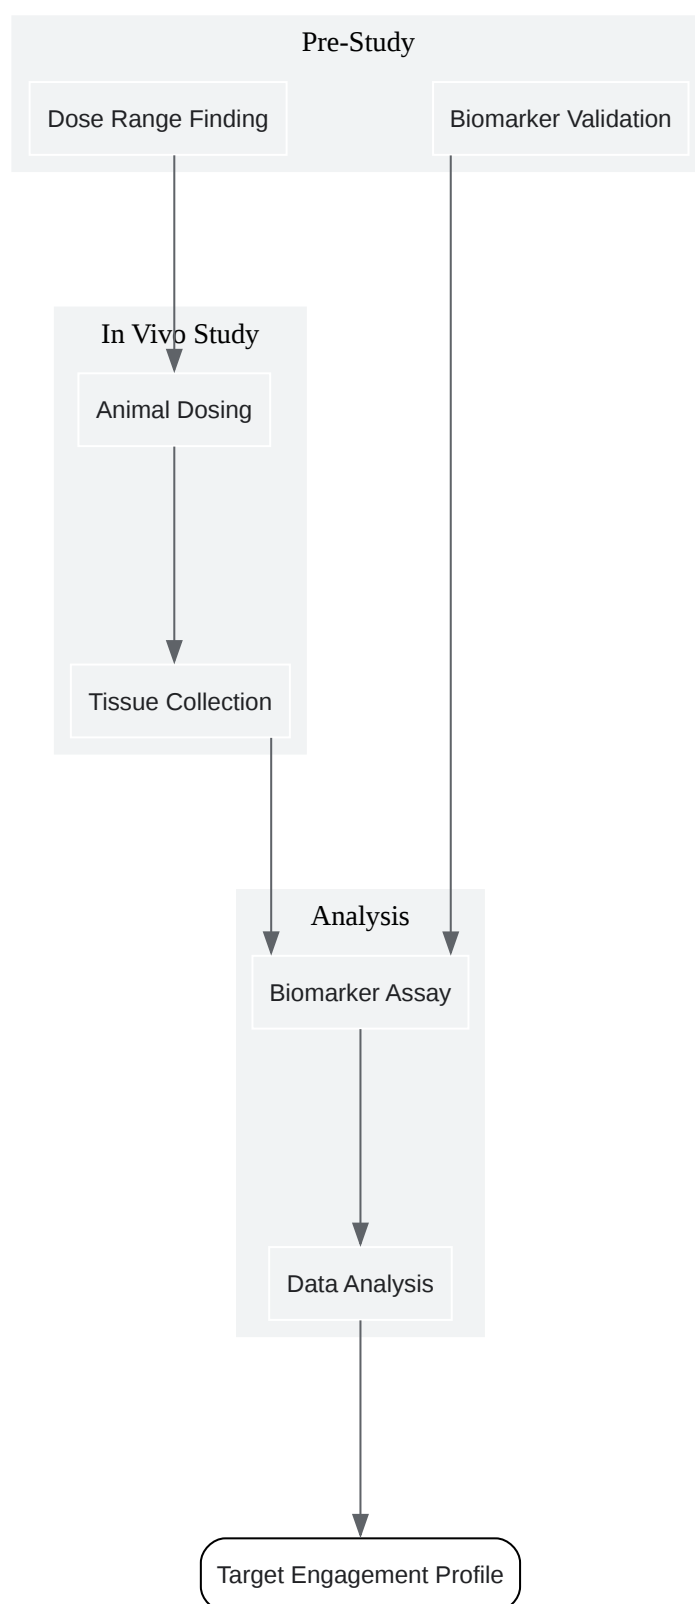 Pre-Study
Dose Range Finding
Biomarker Validation
In Vivo Study
Animal Dosing
Tissue Collection
Analysis
Biomarker Assay
Data Analysis
Target Engagement Profile